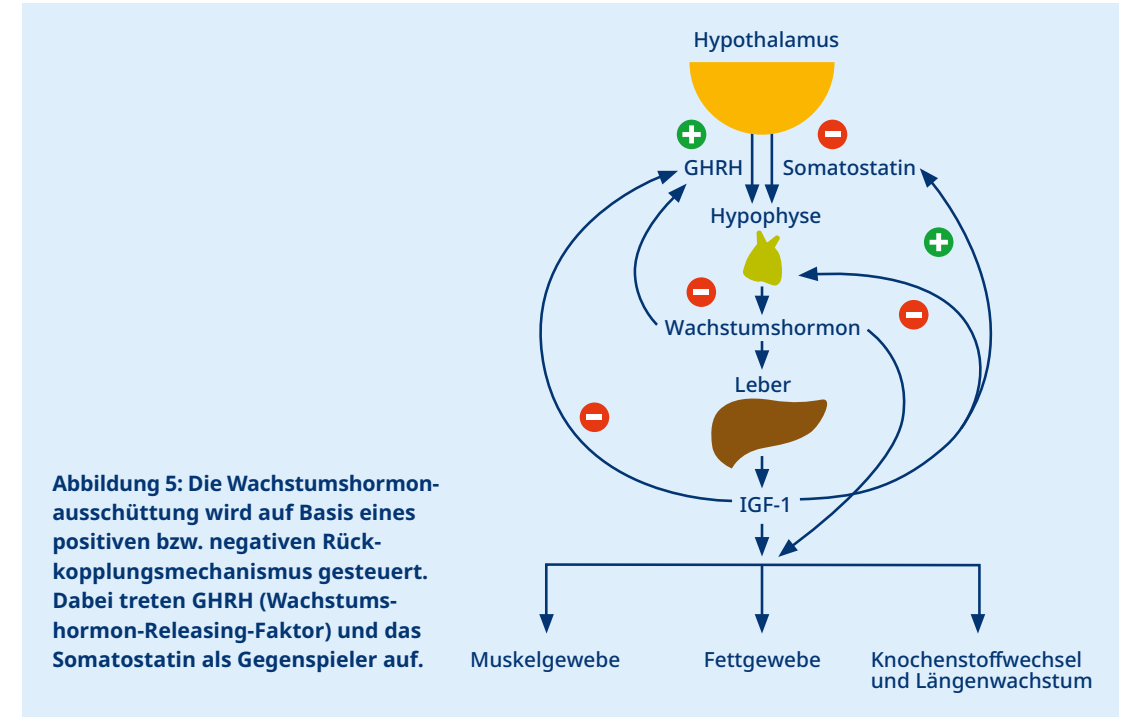 Hypothalamus
GHRH
Somatostatin
Hypophyse
Wachstumshormon
Leber
IGF-1
Abbildung 5: Die Wachstumshormon-
ausschüttung wird auf Basis eines
positiven bzw. negativen Rück-
kopplungsmechanismus gesteuert.
Dabei treten GHRH (Wachstums-
hormon-Releasing-Faktor) und das
Somatostatin als Gegenspieler auf.
Muskelgewebe
Fettgewebe
Knochenstoffwechsel
und Längenwachstum